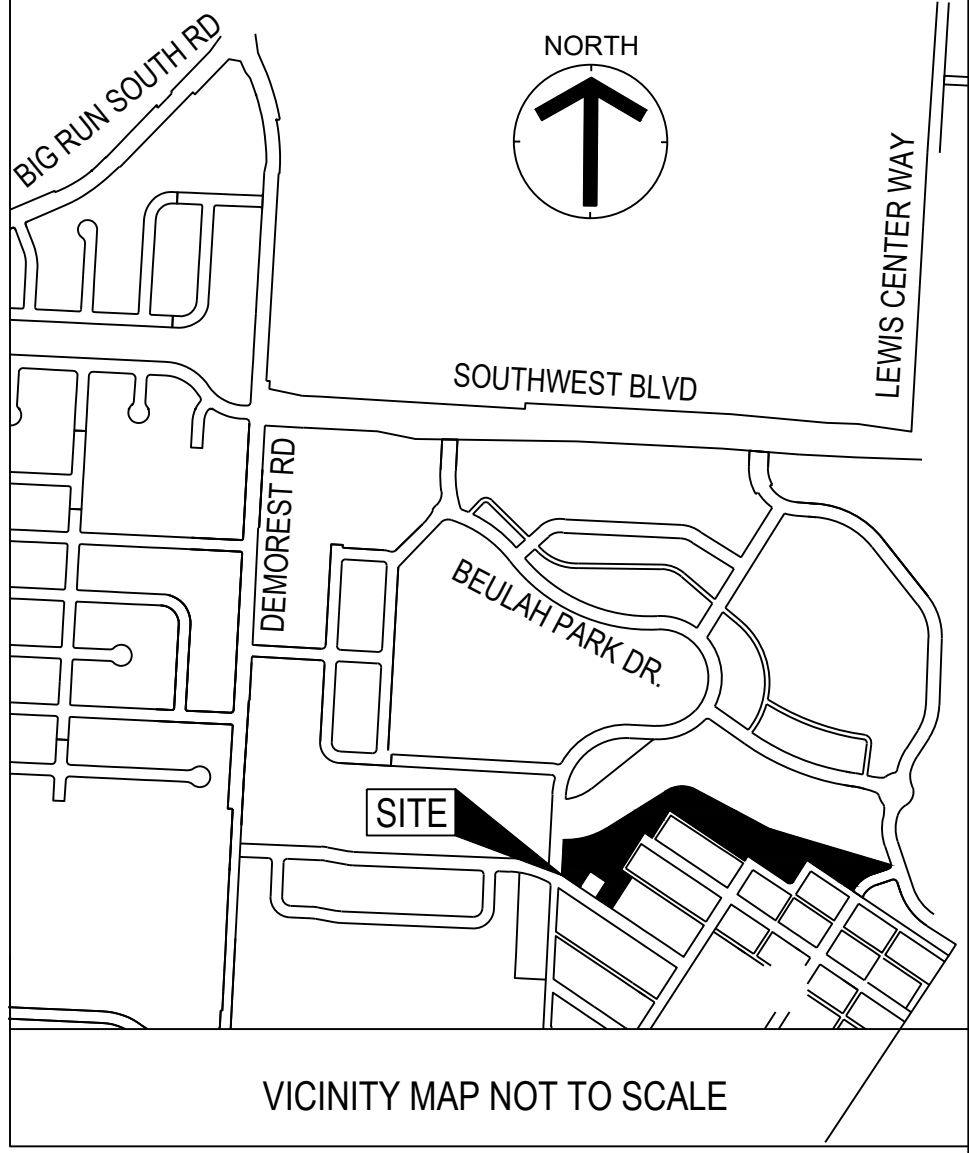 NORTH
BIG RUN SOUTH RD
LEWIS CENTER WAY
SOUTHWEST BLVD
DEMOREST RD
BEULAH PARK DR.
SITE
VICINITY MAP NOT TO SCALE